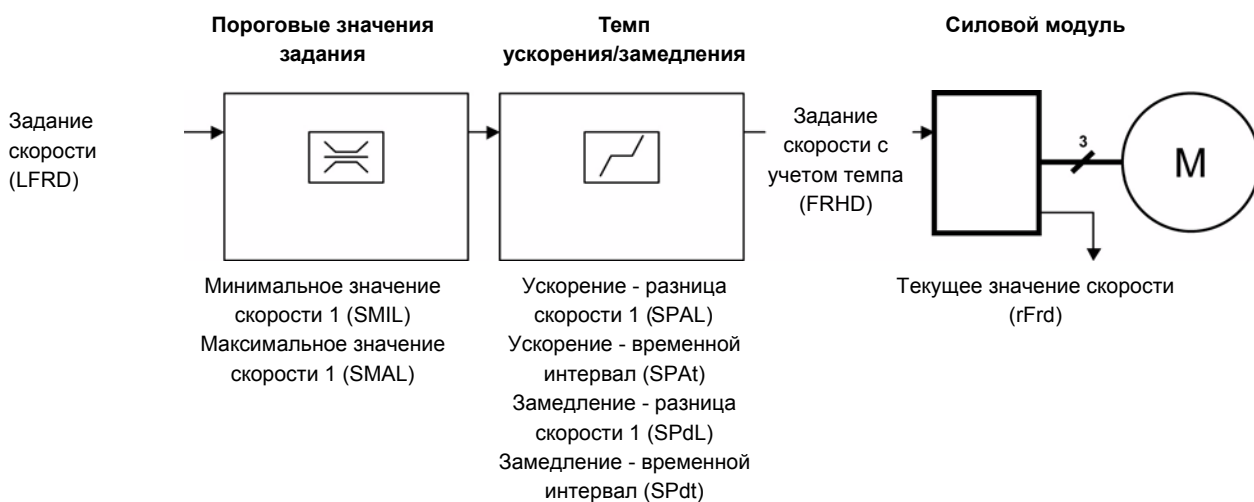 Пороговые значения
задания
Темп
ускорения/замедления
Силовой модуль
Задание
скорости
(LFRD)
Задание
скорости с
учетом темпа
(FRHD)
3
M
Минимальное значение
скорости 1 (SMIL)
Максимальное значение
скорости 1 (SMAL)
Ускорение - разница
скорости 1 (SPAL)
Ускорение - временной
интервал (SPAt)
Замедление - разница
скорости 1 (SPdL)
Замедление - временной
интервал (SPdt)
Текущее значение скорости
(rFrd)